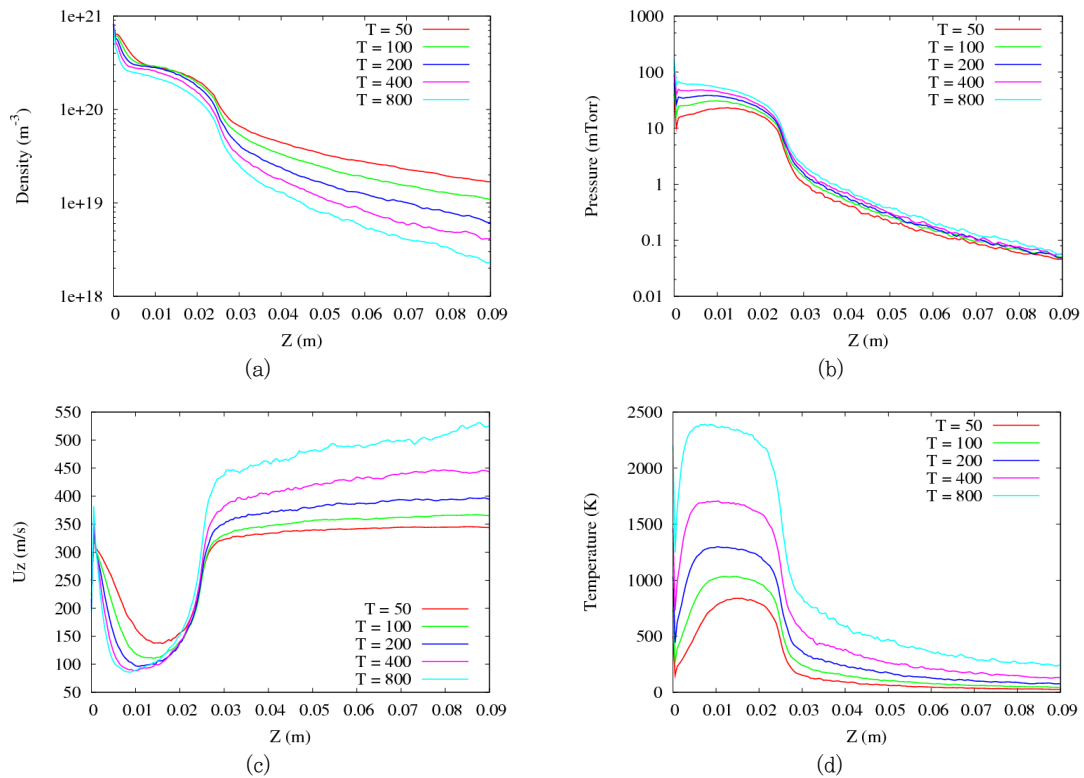 1e+21
1e+20
1e+19
1e+18
Density (m⁻³)
T = 50
T = 100
T = 200
T = 400
T = 800
0 0.01 0.02 0.03 0.04 0.05 0.06 0.07 0.08 0.09
Z (m)
(a)
1000
100
10
1
0.1
0.01
Pressure (mTorr)
T = 50
T = 100
T = 200
T = 400
T = 800
0 0.01 0.02 0.03 0.04 0.05 0.06 0.07 0.08 0.09
Z (m)
(b)
550
500
450
400
350
300
250
200
150
100
50
Uz (m/s)
T = 50
T = 100
T = 200
T = 400
T = 800
0 0.01 0.02 0.03 0.04 0.05 0.06 0.07 0.08 0.09
Z (m)
(c)
2500
2000
1500
1000
500
0
Temperature (K)
T = 50
T = 100
T = 200
T = 400
T = 800
0 0.01 0.02 0.03 0.04 0.05 0.06 0.07 0.08 0.09
Z (m)
(d)